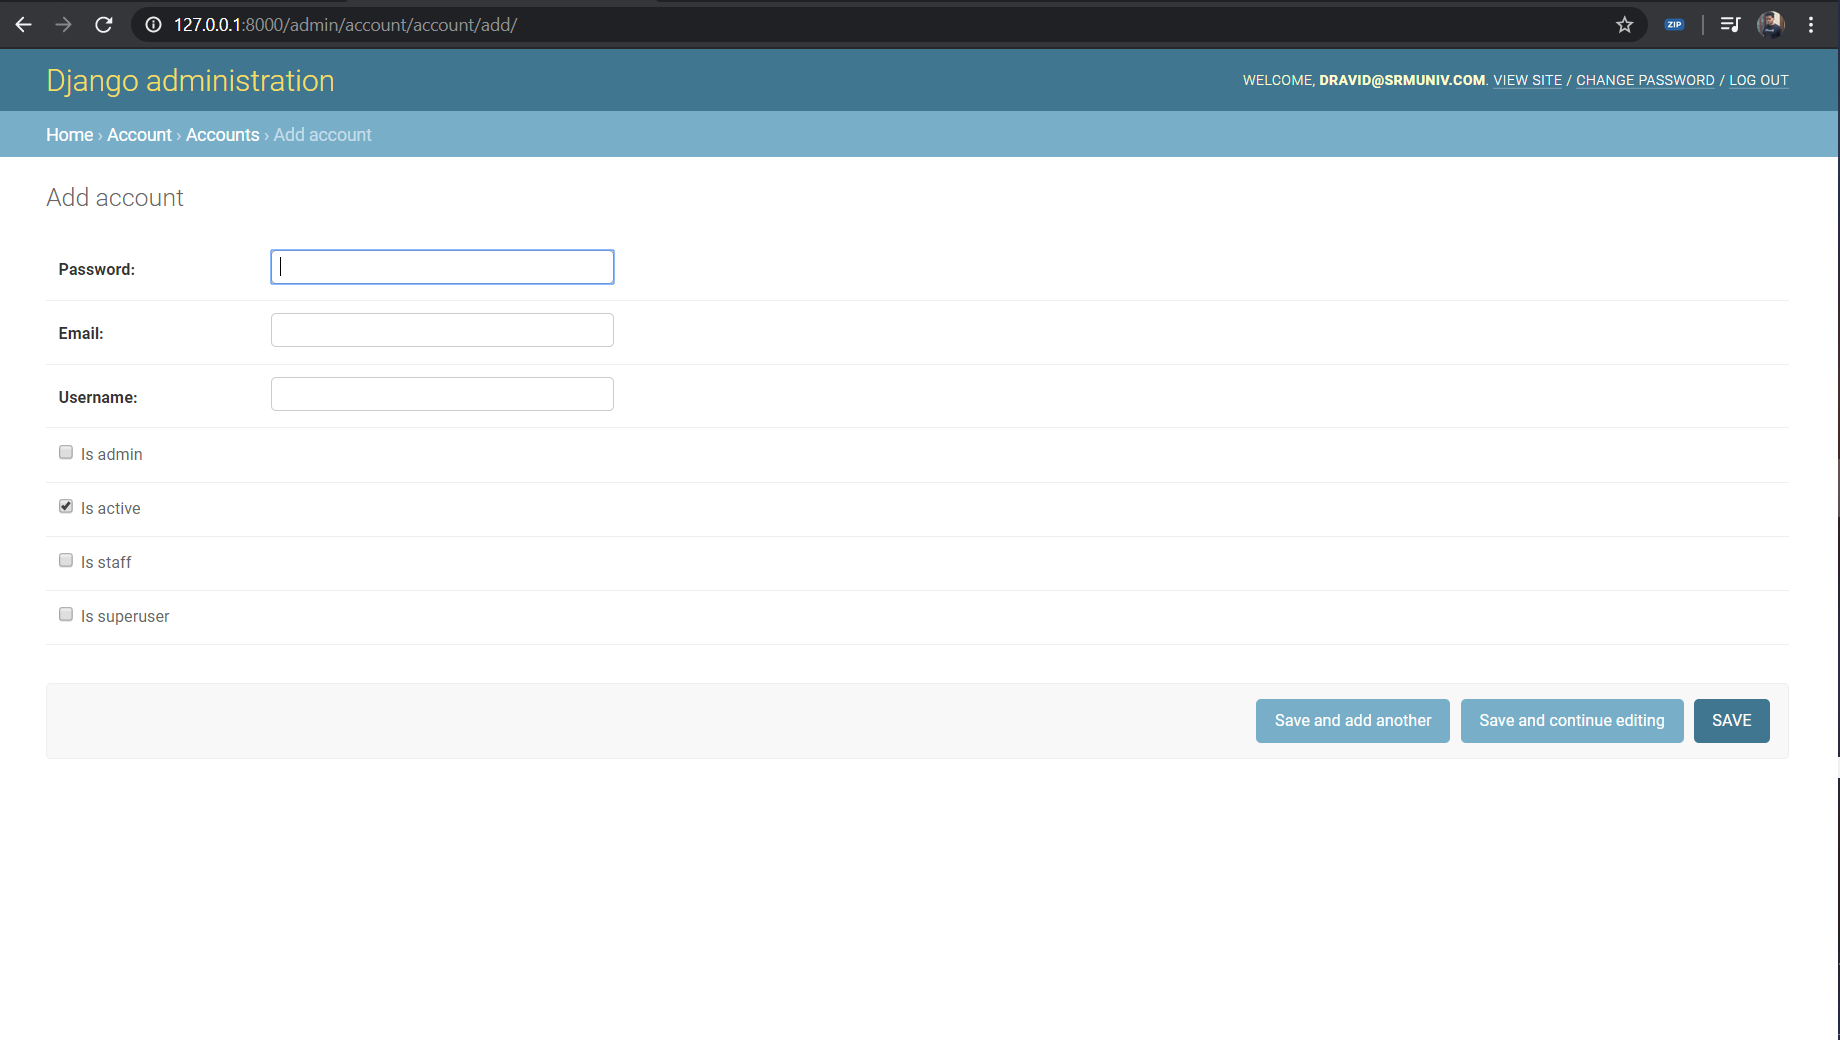 127.0.0.1:8000/admin/account/account/add/
ZIP
Django administration
WELCOME, DRAVID@SRMUNIV.COM. VIEW SITE / CHANGE PASSWORD / LOG OUT
Home › Account › Accounts › Add account
Add account
Password:
Email:
Username:
Is admin
Is active
Is staff
Is superuser
Save and add another
Save and continue editing
SAVE